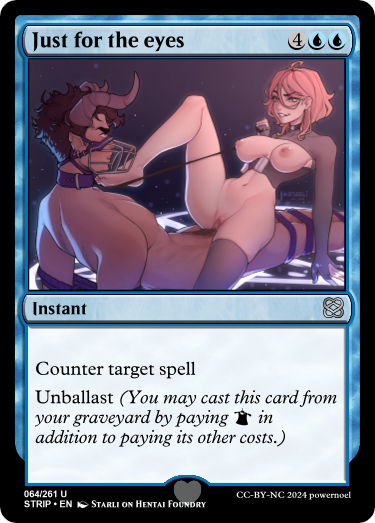 Just for the eyes 4
Instant
Counter target spell
Unballast (You may cast this card from
your graveyard by paying in
addition to paying its other costs.)
064/261 U
STRIP • EN STARLI ON HENTAI FOUNDRY
CC-BY-NC 2024 powernoel